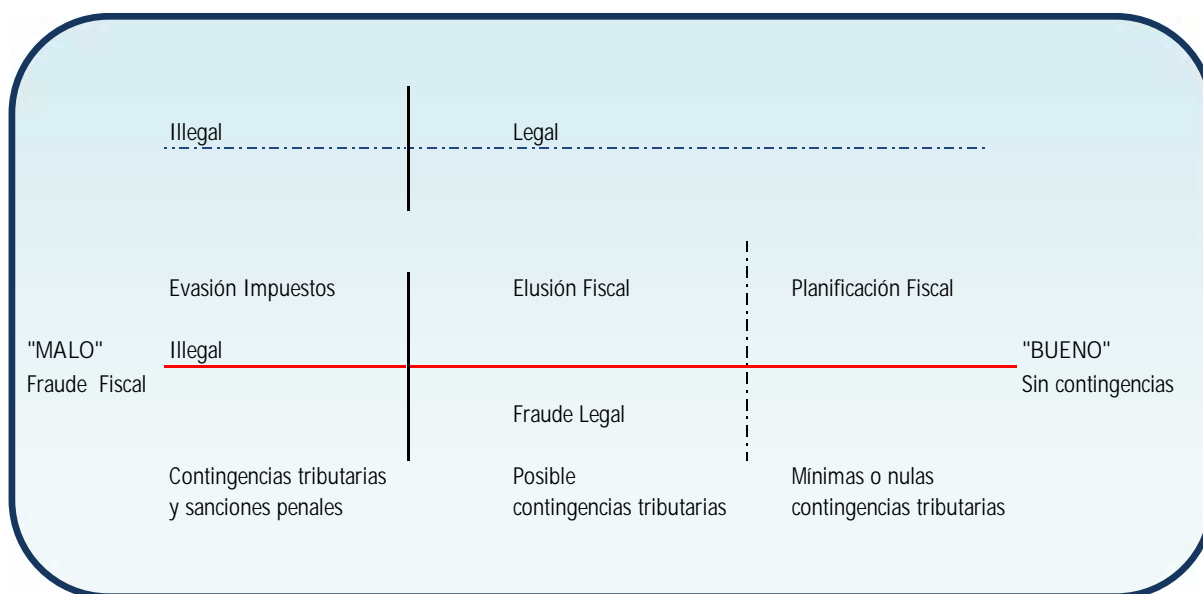 Illegal
Legal
Evasión Impuestos
Elusión Fiscal
Planificación Fiscal
"MALO"
Illegal
"BUENO"
Fraude Fiscal
Sin contingencias
Fraude Legal
Contingencias tributarias
y sanciones penales
Posible
contingencias tributarias
Mínimas o nulas
contingencias tributarias